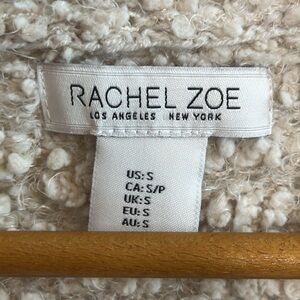 RACHEL ZOE
LOS ANGELES NEW YORK
US: S
CA: S/P
UK: S
EU: S
AU: S